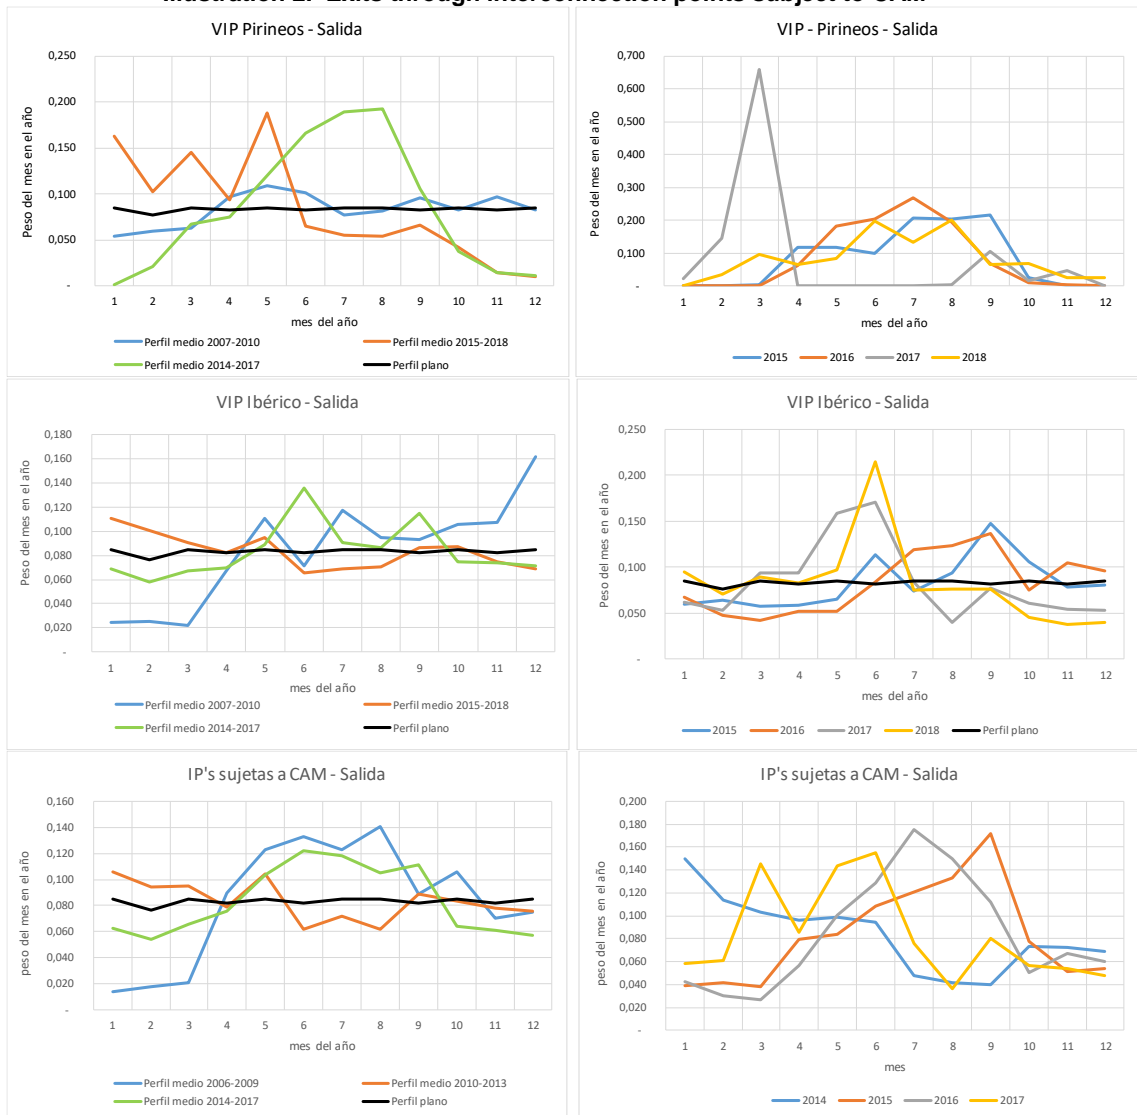 Illustration 2. Exits through interconnection points subject to CAM
VIP Pirineos - Salida
Peso del mes en el año
0,250
0,200
0,150
0,100
0,050
-
1 2 3 4 5 6 7 8 9 10 11 12
mes del año
Perfil medio 2007-2010 Perfil medio 2015-2018
Perfil medio 2014-2017 Perfil plano
VIP - Pirineos - Salida
Peso del mes en el año
0,700
0,600
0,500
0,400
0,300
0,200
0,100
-
1 2 3 4 5 6 7 8 9 10 11 12
mes del año
2015 2016 2017 2018
VIP Ibérico - Salida
Peso del mes en el año
0,180
0,160
0,140
0,120
0,100
0,080
0,060
0,040
0,020
-
1 2 3 4 5 6 7 8 9 10 11 12
mes del año
Perfil medio 2007-2010 Perfil medio 2015-2018
Perfil medio 2014-2017 Perfil plano
VIP Ibérico - Salida
Peso del mes en el año
0,250
0,200
0,150
0,100
0,050
-
1 2 3 4 5 6 7 8 9 10 11 12
mes del año
2015 2016 2017 2018 Perfil plano
IP's sujetas a CAM - Salida
peso del mes en el año
0,160
0,140
0,120
0,100
0,080
0,060
0,040
0,020
-
1 2 3 4 5 6 7 8 9 10 11 12
mes del año
Perfil medio 2006-2009 Perfil medio 2010-2013
Perfil medio 2014-2017 Perfil plano
IP's sujetas a CAM - Salida
peso del mes en el año
0,200
0,180
0,160
0,140
0,120
0,100
0,080
0,060
0,040
0,020
-
1 2 3 4 5 6 7 8 9 10 11 12
mes
2014 2015 2016 2017